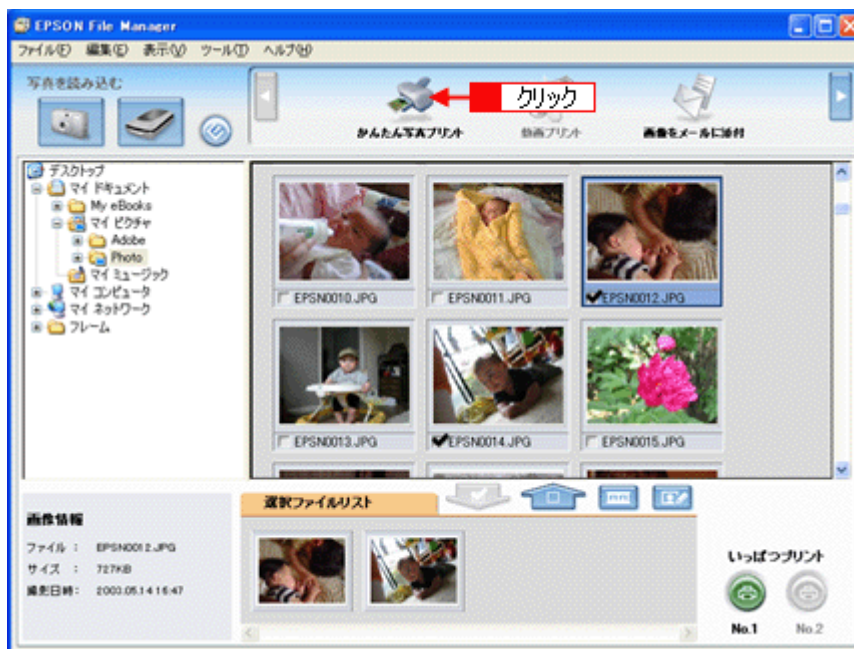 EPSON File Manager
ファイル(F) 編集(E) 表示(V) ツール(T) ヘルプ(H)
写真を読み込む
クリック
かんたん写真プリント
動画プリント
画像をメールに添付
デスクトップ
マイ ドキュメント
My eBooks
マイ ピクチャ
Adobe
Photo
マイ ミュージック
マイ コンピュータ
マイ ネットワーク
フレーム
EPSN0010.JPG
EPSN0011.JPG
EPSN0012.JPG
EPSN0013.JPG
EPSN0014.JPG
EPSN0015.JPG
選択ファイルリスト
画像情報
ファイル : EPSN0012.JPG
サイズ : 727KB
撮影日時: 2003.05.14 16:47
いっぱつプリント
No.1
No.2